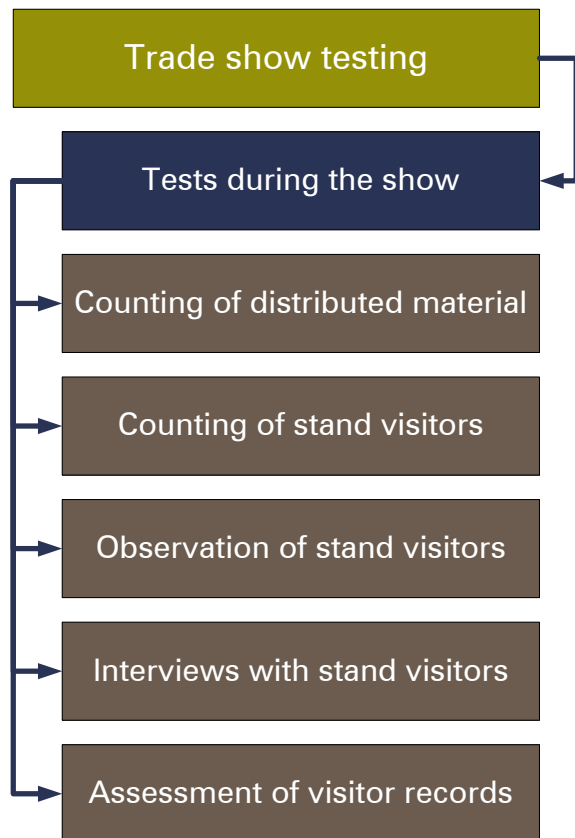 Trade show testing
Tests during the show
Counting of distributed material
Counting of stand visitors
Observation of stand visitors
Interviews with stand visitors
Assessment of visitor records